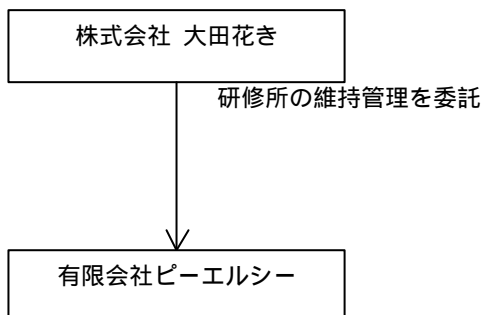 株式会社 大田花き
研修所の維持管理を委託
有限会社ピーエルシー